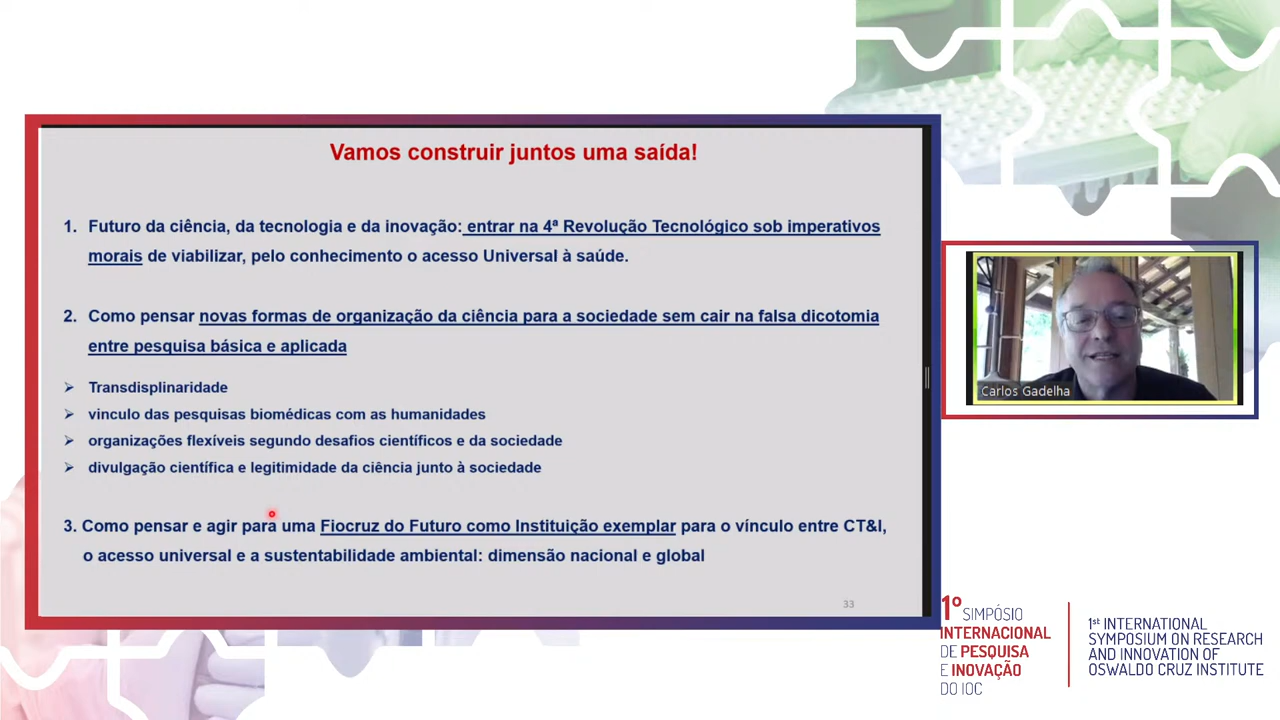 Vamos construir juntos uma saída!
1. Futuro da ciência, da tecnologia e da inovação: entrar na 4ª Revolução Tecnológico sob imperativos
morais de viabilizar, pelo conhecimento o acesso Universal à saúde.
2. Como pensar novas formas de organização da ciência para a sociedade sem cair na falsa dicotomia
entre pesquisa básica e aplicada
Transdisplinaridade
vinculo das pesquisas biomédicas com as humanidades
organizações flexíveis segundo desafios científicos e da sociedade
divulgação científica e legitimidade da ciência junto à sociedade
3. Como pensar e agir para uma Fiocruz do Futuro como Instituição exemplar para o vínculo entre CT&I,
o acesso universal e a sustentabilidade ambiental: dimensão nacional e global
33
Carlos Gadelha
1º SIMPÓSIO
INTERNACIONAL
DE PESQUISA
E INOVAÇÃO
DO IOC
1st INTERNATIONAL
SYMPOSIUM ON RESEARCH
AND INNOVATION OF
OSWALDO CRUZ INSTITUTE